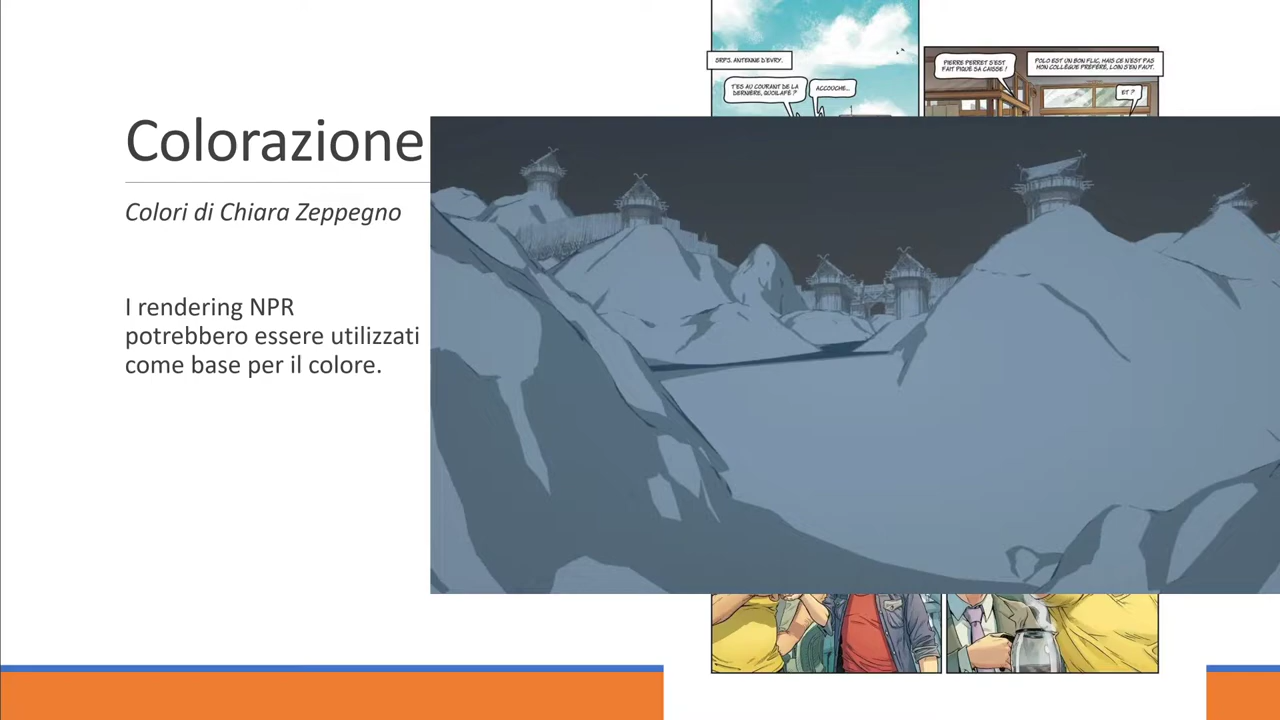 Colorazione
Colori di Chiara Zeppegno
I rendering NPR
potrebbero essere utilizzati
come base per il colore.
SRPJ. ANTENNE D'EVRY.
T'ES AU COURANT DE LA
DERNIÈRE, QUOILAFÉ ?
ACCOUCHE...
PIERRE PERRET S'EST
FAIT PIQUÉ SA CAISSE !
POLO EST UN BON FLIC, MAIS CE N'EST PAS
MON COLLÈGUE PRÉFÉRÉ, LOIN S'EN FAUT.
ET ?